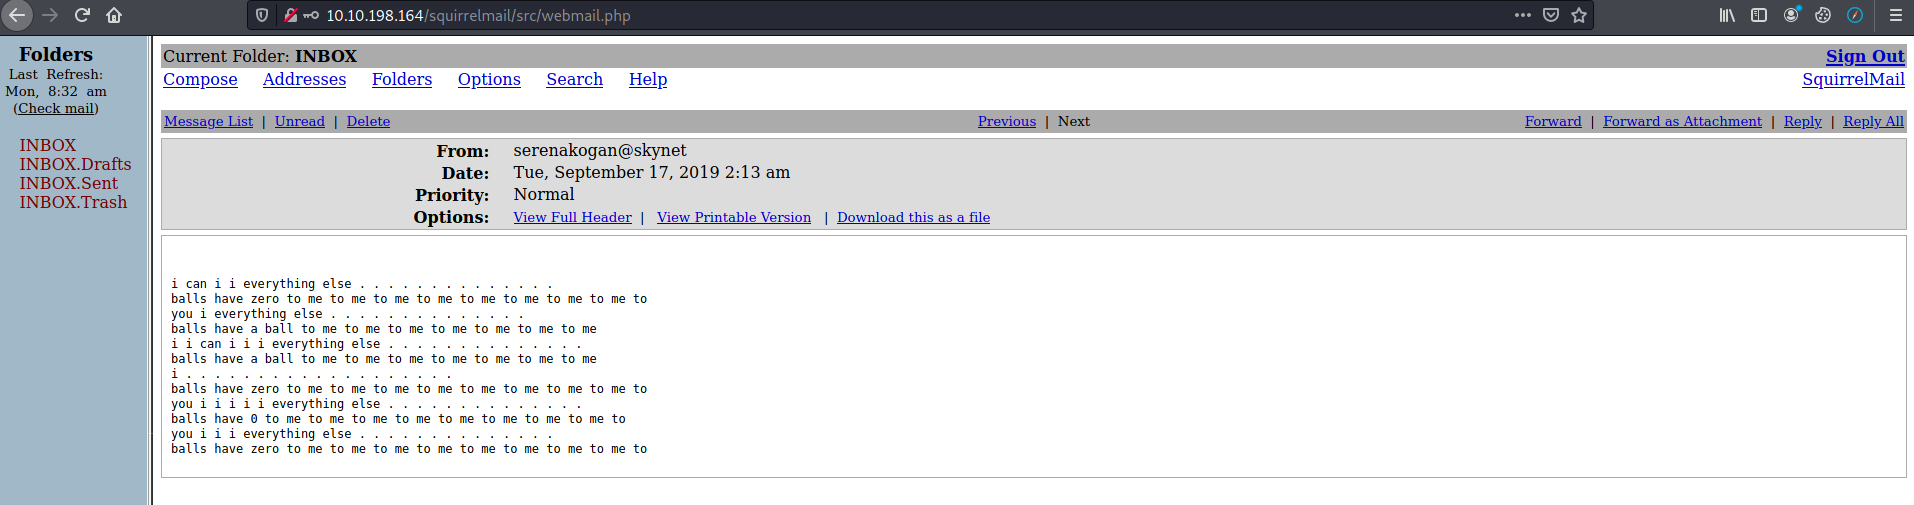 10.10.198.164/squirrelmail/src/webmail.php
Folders
Last Refresh:
Mon, 8:32 am
(Check mail)
INBOX
INBOX.Drafts
INBOX.Sent
INBOX.Trash
Current Folder: INBOX Sign Out
Compose Addresses Folders Options Search Help SquirrelMail
Message List | Unread | Delete Previous | Next Forward | Forward as Attachment | Reply | Reply All
From: serenakogan@skynet
Date: Tue, September 17, 2019 2:13 am
Priority: Normal
Options: View Full Header | View Printable Version | Download this as a file
i can i i everything else . . . . . . . . . . . . . .
balls have zero to me to me to me to me to me to me to me to me to
you i everything else . . . . . . . . . . . . . .
balls have a ball to me to me to me to me to me to me to me
i i can i i i everything else . . . . . . . . . . . . . .
balls have a ball to me to me to me to me to me to me to me
i . . . . . . . . . . . . . . . . . . .
balls have zero to me to me to me to me to me to me to me to me to
you i i i i i everything else . . . . . . . . . . . . . .
balls have 0 to me to me to me to me to me to me to me to me to
you i i i everything else . . . . . . . . . . . . . .
balls have zero to me to me to me to me to me to me to me to me to